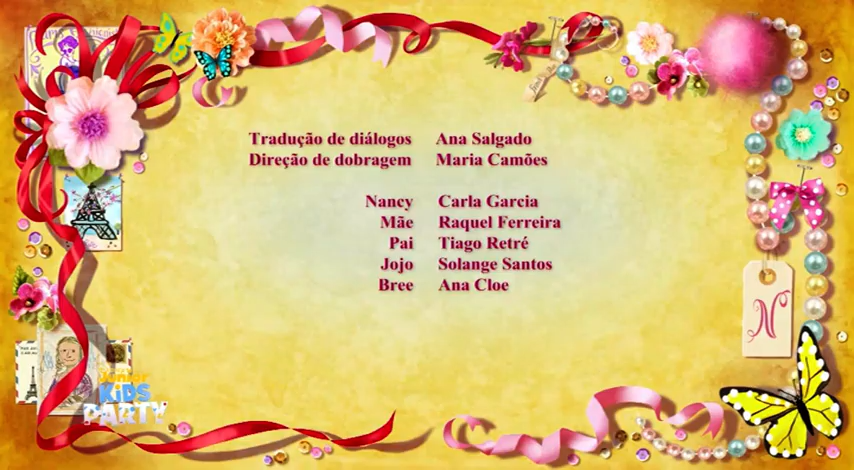 Tradução de diálogos Ana Salgado
Direção de dobragem Maria Camões
Nancy Carla Garcia
Mãe Raquel Ferreira
Pai Tiago Retré
Jojo Solange Santos
Bree Ana Cloe
N
Junior
KiDS
PARTY